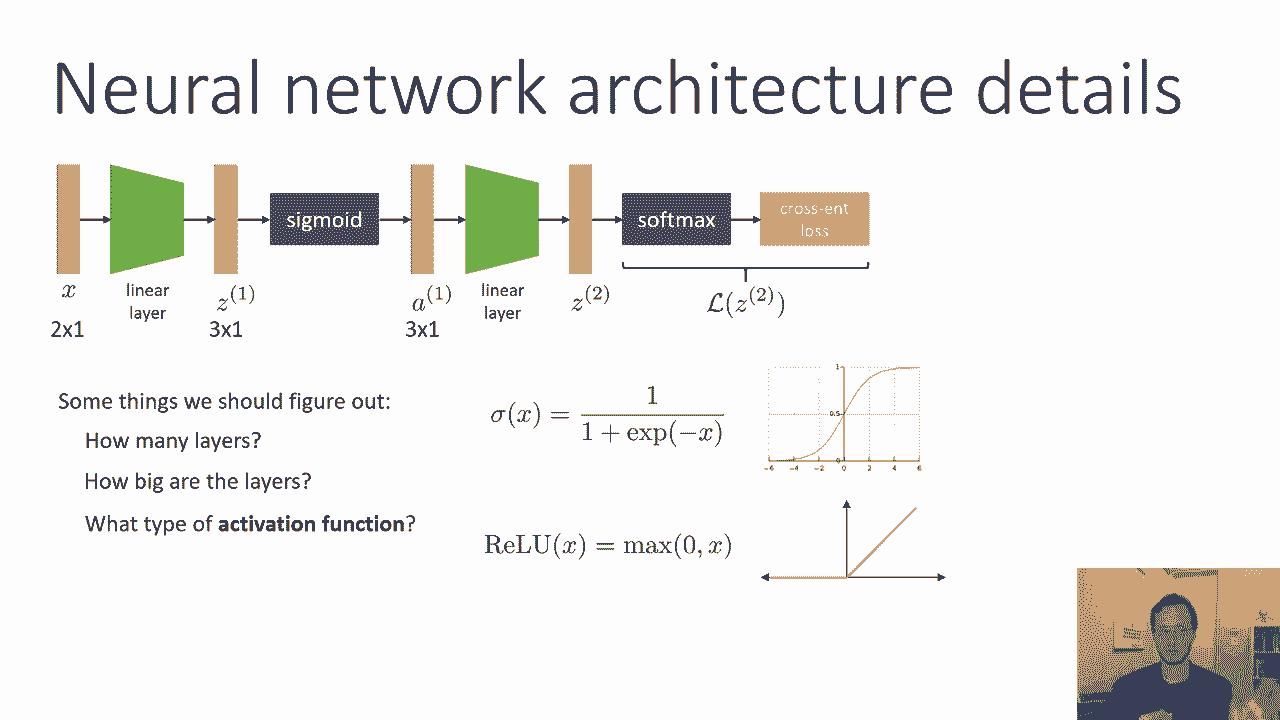 Neural network architecture details
sigmoid
softmax
cross-ent
loss
x
linear
layer
z^{(1)}
a^{(1)}
linear
layer
z^{(2)}
\mathcal{L}(z^{(2)})
2x1
3x1
3x1
Some things we should figure out:
How many layers?
How big are the layers?
What type of activation function?
\sigma(x) = \frac{1}{1 + \exp(-x)}
1
0.5
0
−6 −4 −2 0 2 4 6
ReLU(x) = max(0, x)